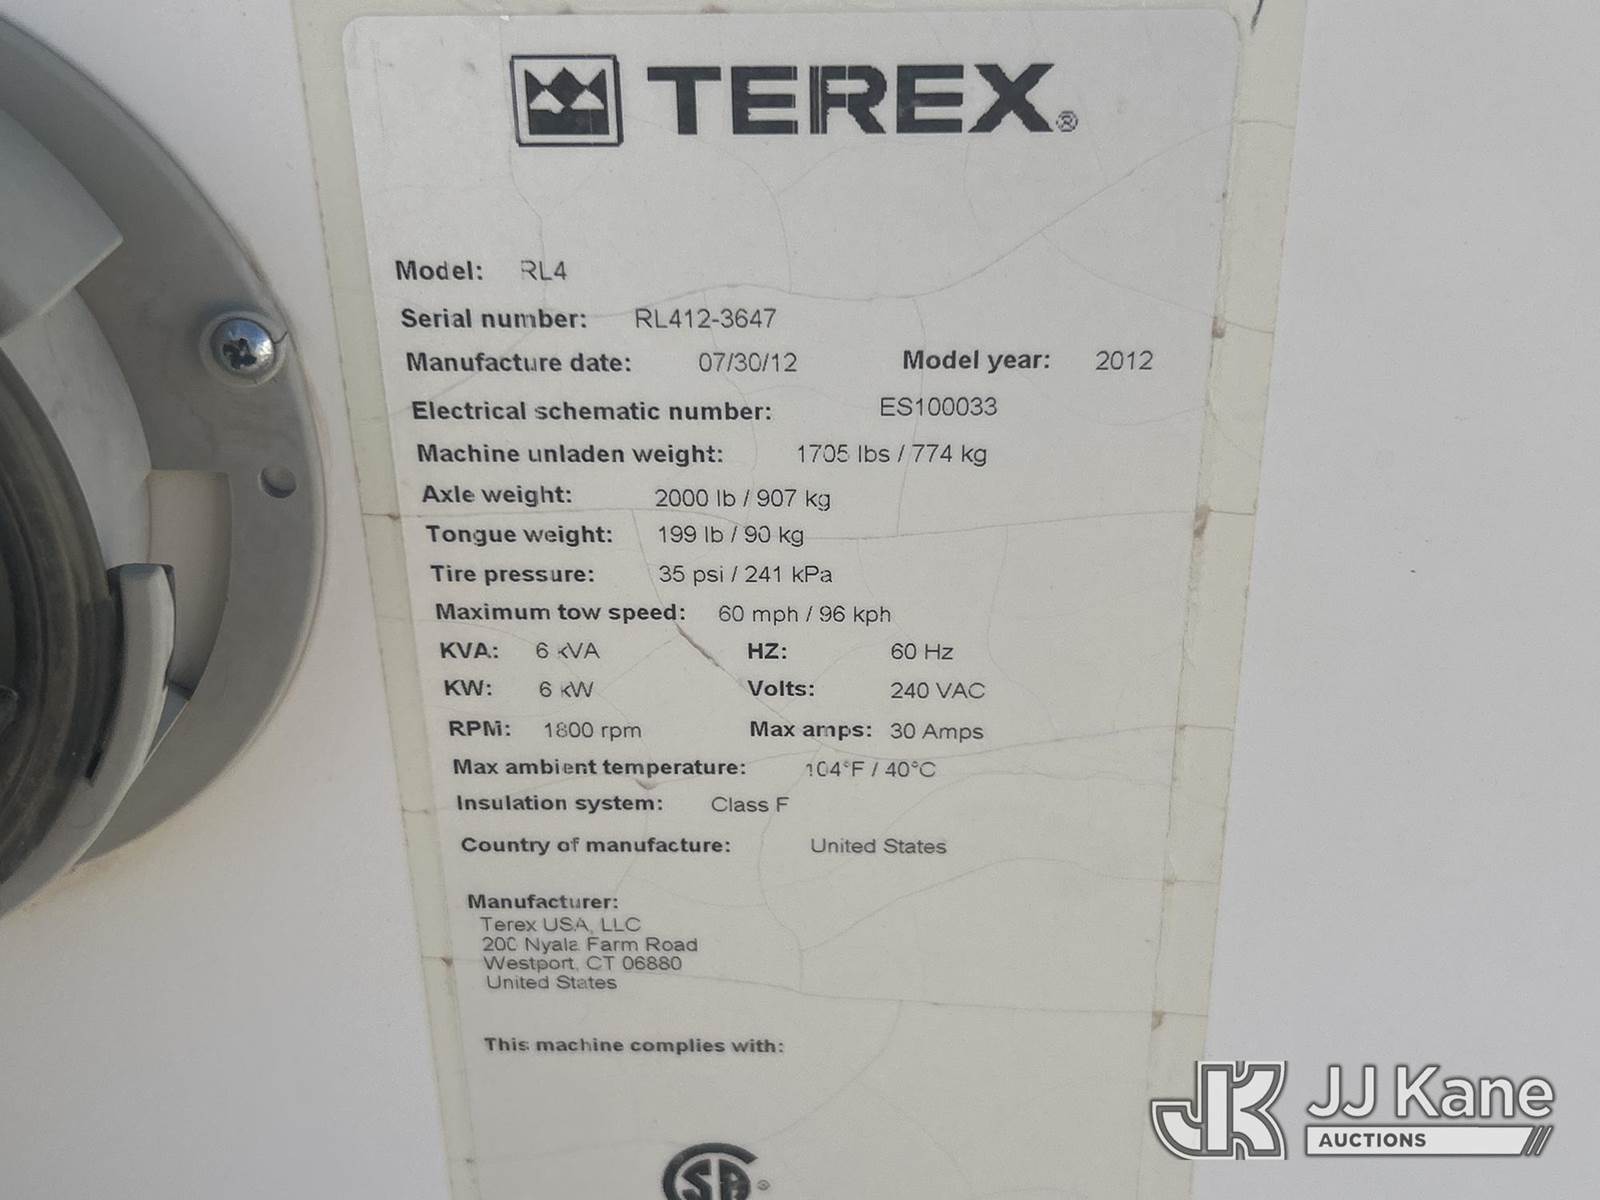 TEREX®
Model: RL4
Serial number: RL412-3647
Manufacture date: 07/30/12 Model year: 2012
Electrical schematic number: ES100033
Machine unladen weight: 1705 lbs / 774 kg
Axle weight: 2000 lb / 907 kg
Tongue weight: 199 lb / 90 kg
Tire pressure: 35 psi / 241 kPa
Maximum tow speed: 60 mph / 96 kph
KVA: 6 kVA HZ: 60 Hz
KW: 6 kW Volts: 240 VAC
RPM: 1800 rpm Max amps: 30 Amps
Max ambient temperature: 104°F / 40°C
Insulation system: Class F
Country of manufacture: United States
Manufacturer:
Terex USA, LLC
200 Nyala Farm Road
Westport, CT 06880
United States
This machine complies with:
SA ®
JK JJ Kane
AUCTIONS